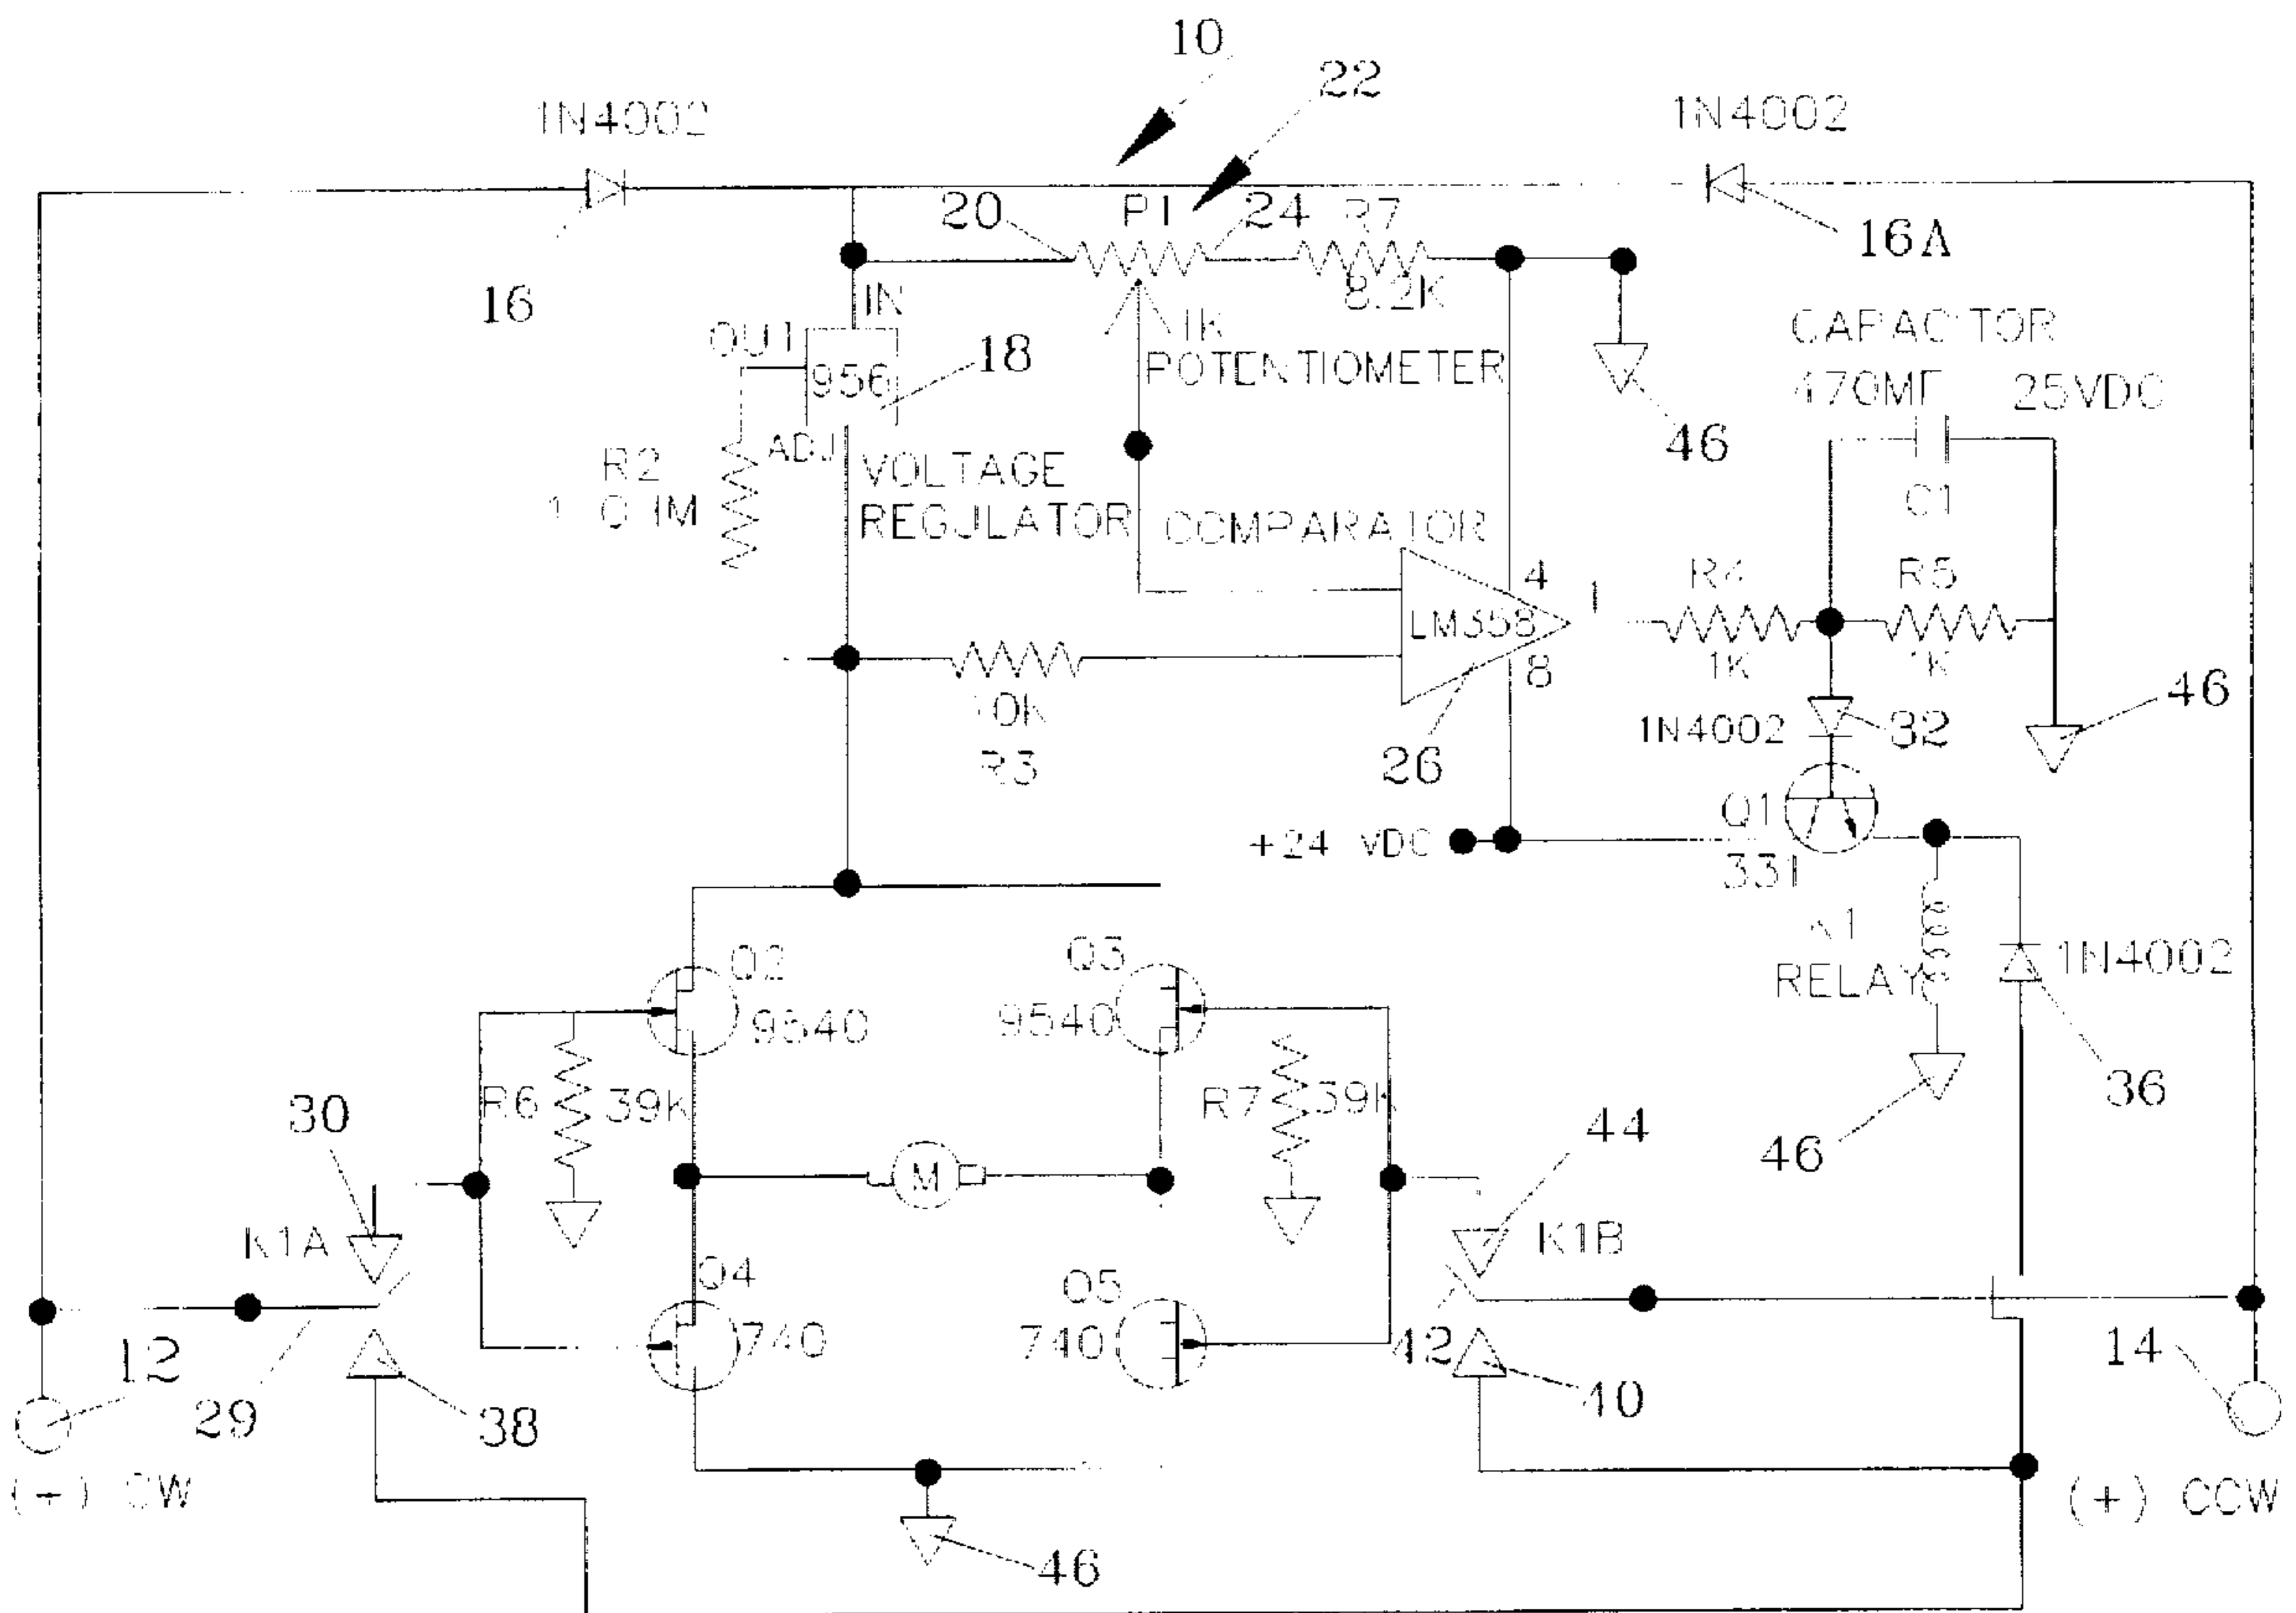 10
22
1N4002
1N4002
20
P1
24
R7
16A
16
IN
8.2K
1K
CAPACITOR
OUT
18
POTENTIOMETER
956
470MF 25VDC
46
R2
ADJ
VOLTAGE
C1
1 OHM
REGULATOR
COMPARATOR
4
1
R4
R5
LM358
8
1K
1K
46
10K
1N4002
32
R3
26
Q1
+24 VDC
331
K1
Q2
Q3
1N4002
RELAY
9540
9540
R6
39K
R7
39K
36
30
44
46
M
K1A
K1B
Q4
Q5
12
740
740
42
14
29
38
40
(+) CW
(+) CCW
46